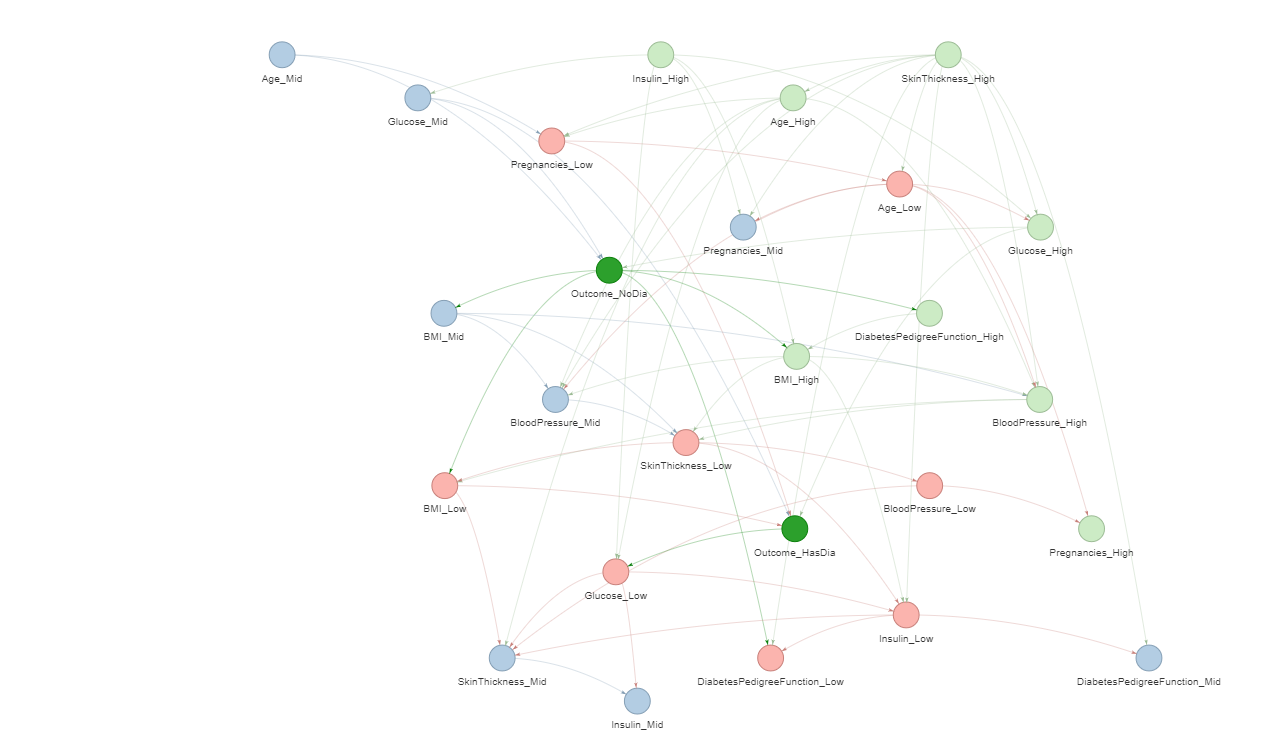 Age_Mid
Insulin_High
SkinThickness_High
Glucose_Mid
Age_High
Pregnancies_Low
Age_Low
Pregnancies_Mid
Glucose_High
Outcome_NoDia
BMI_Mid
DiabetesPedigreeFunction_High
BMI_High
BloodPressure_Mid
BloodPressure_High
SkinThickness_Low
BMI_Low
BloodPressure_Low
Outcome_HasDia
Pregnancies_High
Glucose_Low
Insulin_Low
SkinThickness_Mid
DiabetesPedigreeFunction_Low
DiabetesPedigreeFunction_Mid
Insulin_Mid